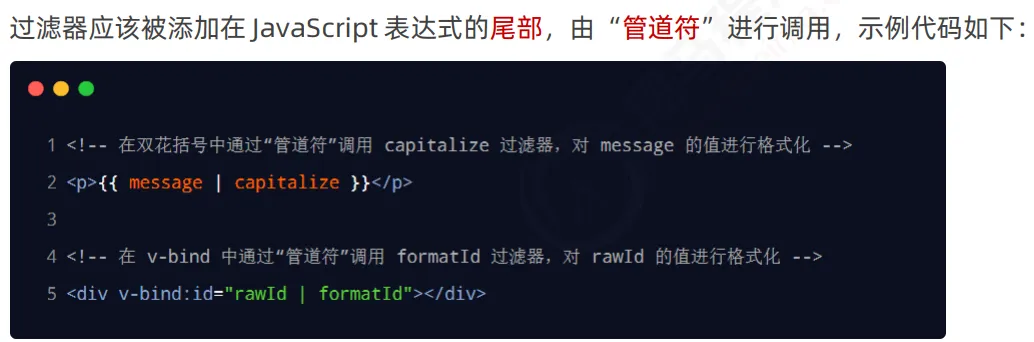 过滤器应该被添加在 JavaScript 表达式的尾部，由“管道符”进行调用，示例代码如下：
1 <!-- 在双花括号中通过“管道符”调用 capitalize 过滤器，对 message 的值进行格式化 -->
2 <p>{{ message | capitalize }}</p>
3
4 <!-- 在 v-bind 中通过“管道符”调用 formatId 过滤器，对 rawId 的值进行格式化 -->
5 <div v-bind:id="rawId | formatId"></div>